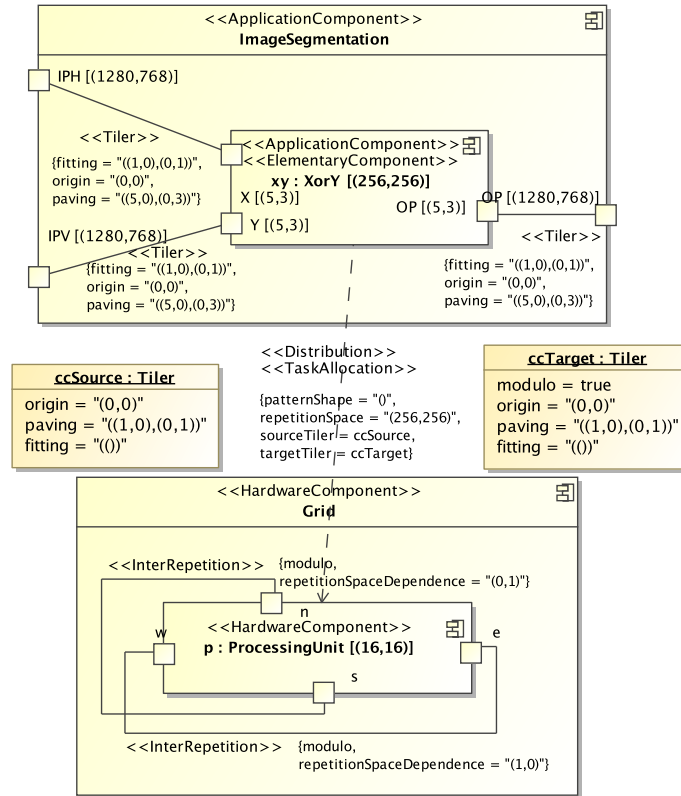 <<ApplicationComponent>>
ImageSegmentation
IPH [(1280,768)]
<<Tiler>>
{fitting = "((1,0),(0,1))",
origin = "(0,0)",
paving = "((5,0),(0,3))"}
<<ApplicationComponent>>
<<ElementaryComponent>>
xy : XorY [(256,256)]
X [(5,3)]
Y [(5,3)]
OP [(5,3)]
OP [(1280,768)]
IPV [(1280,768)]
<<Tiler>>
{fitting = "((1,0),(0,1))",
origin = "(0,0)",
paving = "((5,0),(0,3))"}
<<Tiler>>
{fitting = "((1,0),(0,1))",
origin = "(0,0)",
paving = "((5,0),(0,3))"}
<<Distribution>>
<<TaskAllocation>>
{patternShape = "()",
repetitionSpace = "(256,256)",
sourceTiler = ccSource,
targetTiler = ccTarget}
ccSource : Tiler
origin = "(0,0)"
paving = "((1,0),(0,1))"
fitting = "(())"
ccTarget : Tiler
modulo = true
origin = "(0,0)"
paving = "((1,0),(0,1))"
fitting = "(())"
<<HardwareComponent>>
Grid
<<InterRepetition>>
{modulo,
repetitionSpaceDependence = "(0,1)"}
n
w
e
<<HardwareComponent>>
p : ProcessingUnit [(16,16)]
s
<<InterRepetition>>
{modulo,
repetitionSpaceDependence = "(1,0)"}